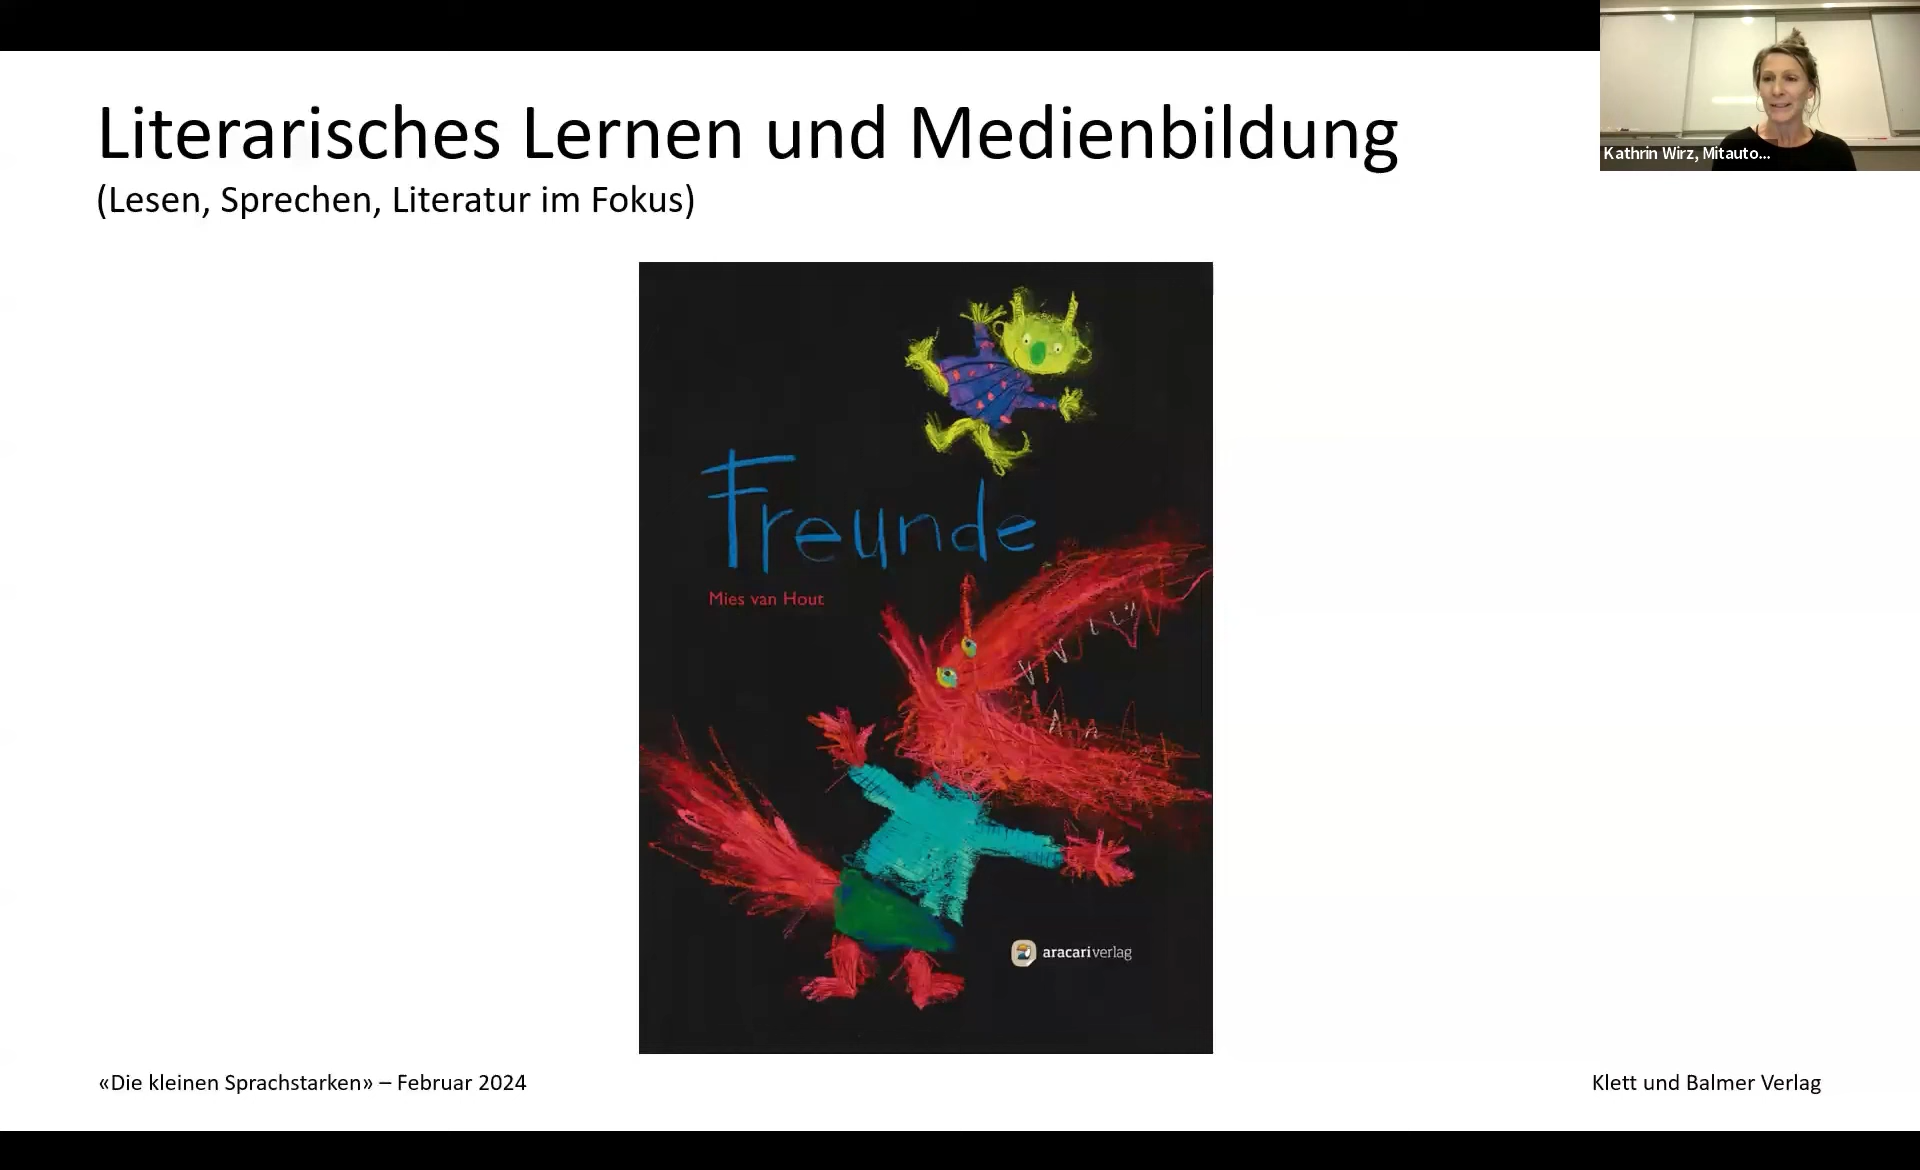 Literarisches Lernen und Medienbildung
(Lesen, Sprechen, Literatur im Fokus)
Kathrin Wirz, Mitauto...
Freunde
Mies van Hout
aracariverlag
«Die kleinen Sprachstarken» – Februar 2024
Klett und Balmer Verlag